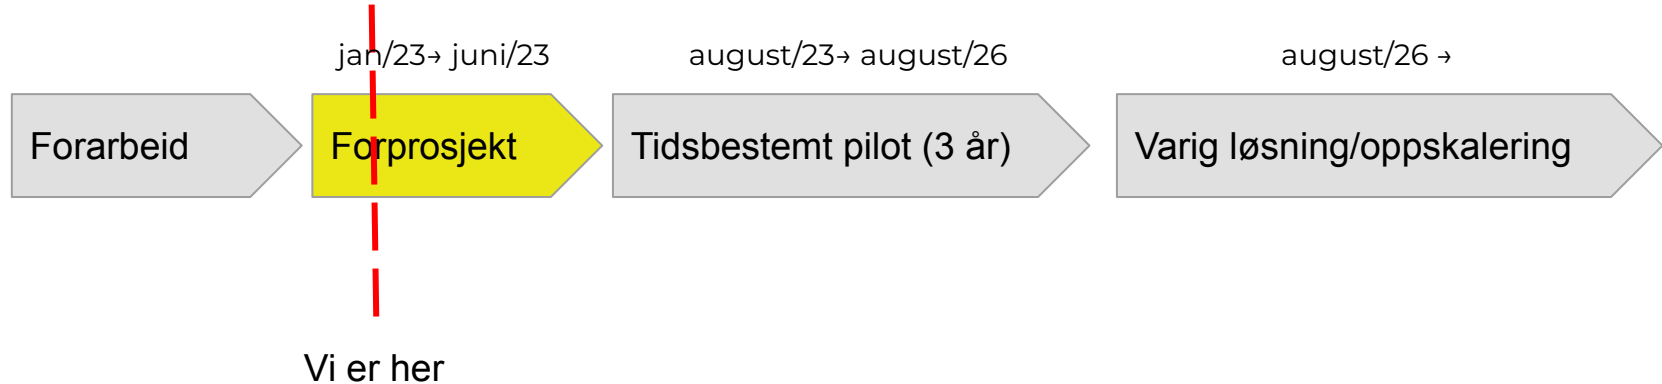 jan/23→ juni/23
august/23→ august/26
august/26 →
Forarbeid
Forprosjekt
Tidsbestemt pilot (3 år)
Varig løsning/oppskalering
Vi er her